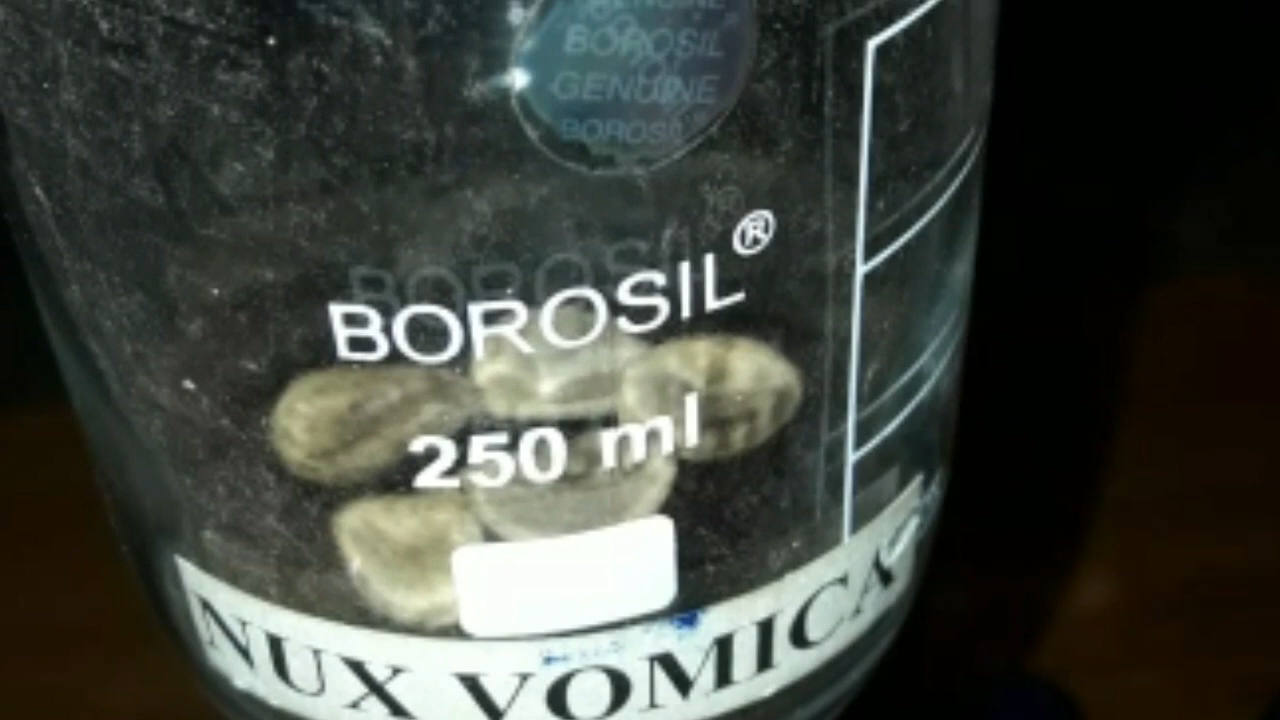 GENUINE
BOROSIL
GENUINE
BOROSIL
BOROSIL®
250 ml
NUX VOMICA